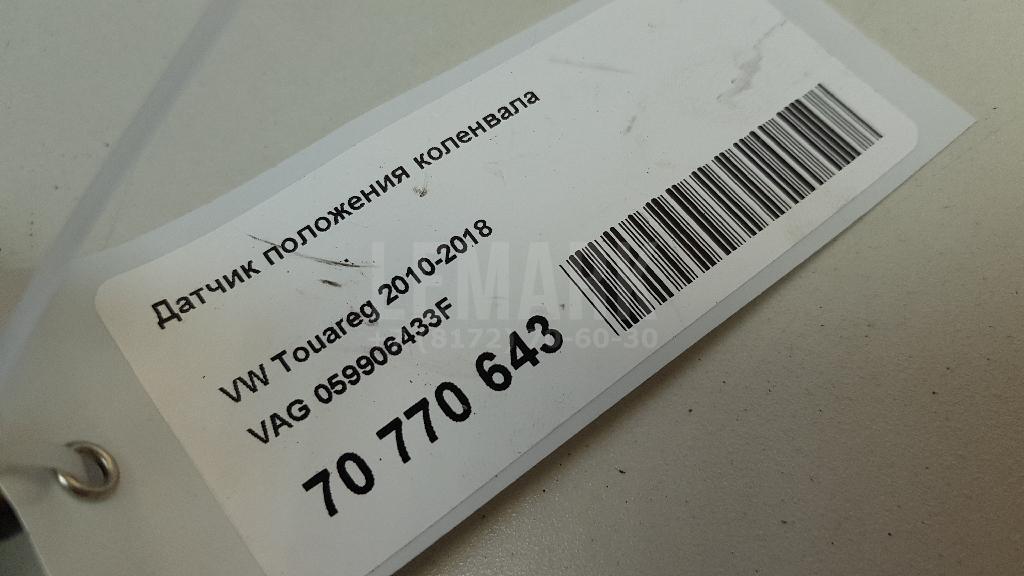 Датчик положения коленвала
VW Touareg 2010-2018
VAG 059906433F
70 770 643